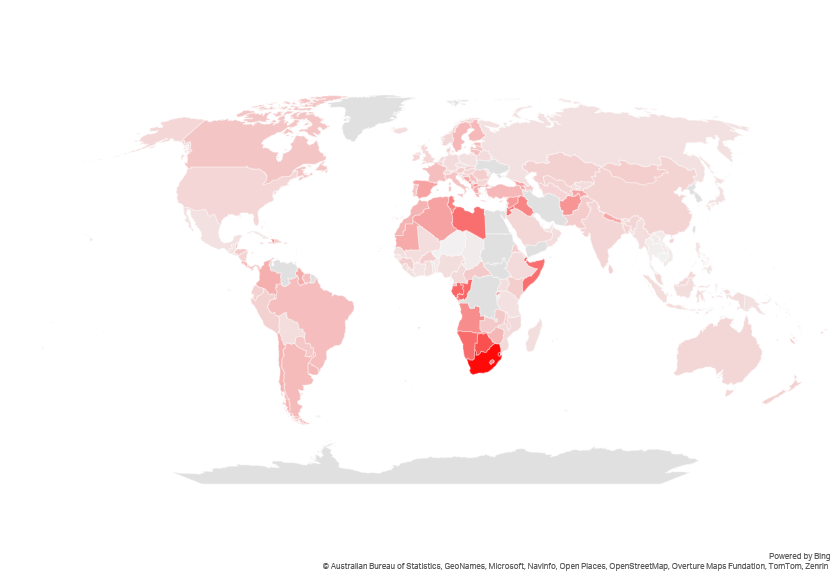 Powered by Bing
© Australian Bureau of Statistics, GeoNames, Microsoft, Navinfo, Open Places, OpenStreetMap, Overture Maps Fundation, TomTom, Zenrin